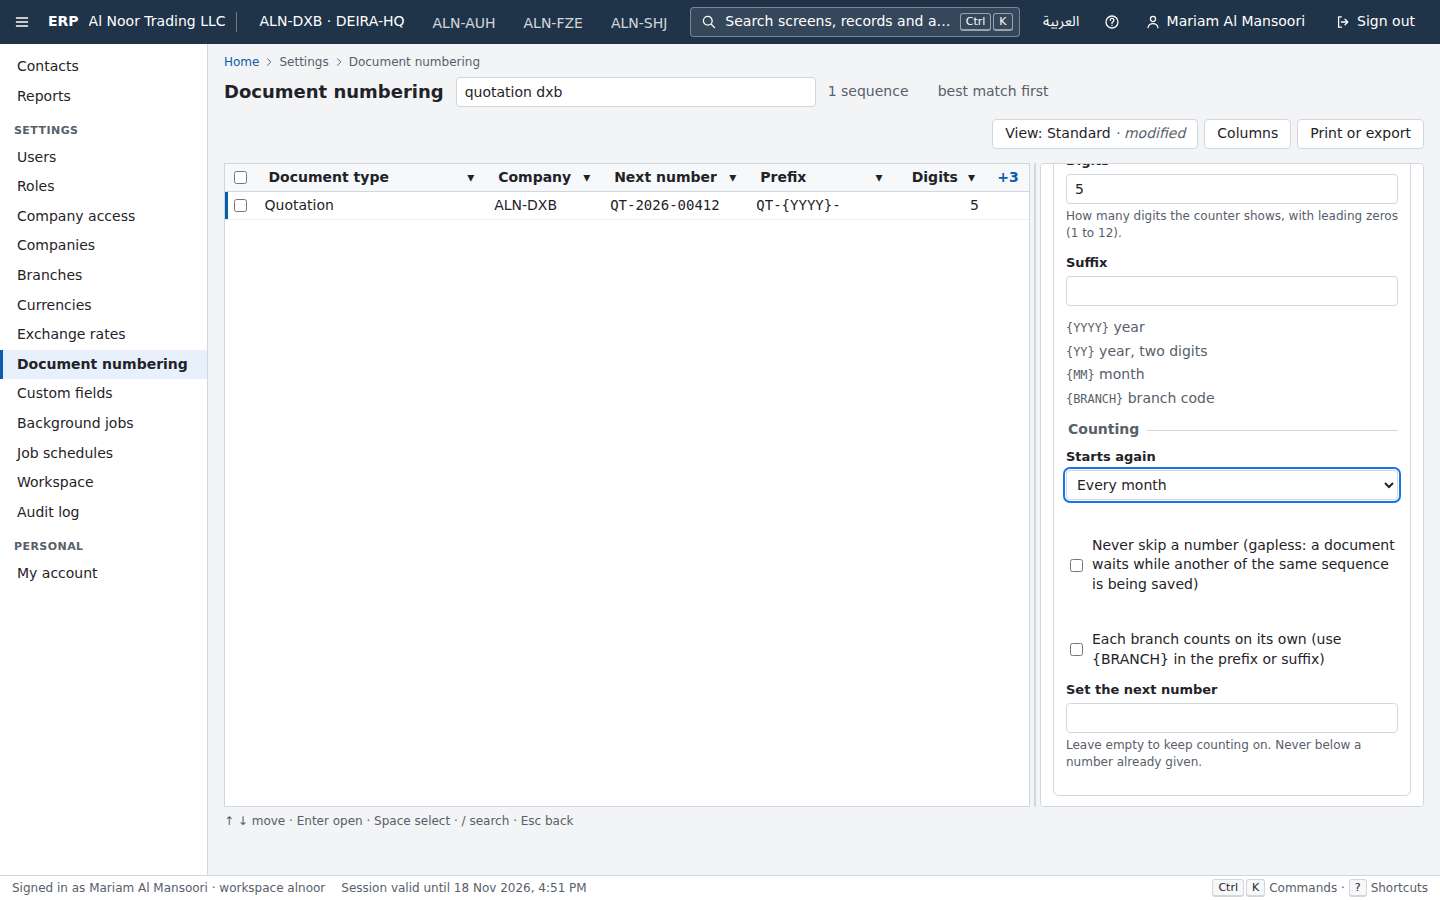 ERP Al Noor Trading LLC ALN-DXB · DEIRA-HQ ALN-AUH ALN-FZE ALN-SHJ Search screens, records and a… Ctrl K العربية Mariam Al Mansoori Sign out
Contacts
Reports
SETTINGS
Users
Roles
Company access
Companies
Branches
Currencies
Exchange rates
Document numbering
Custom fields
Background jobs
Job schedules
Workspace
Audit log
PERSONAL
My account
Home > Settings > Document numbering
Document numbering quotation dxb 1 sequence best match first
View: Standard · modified Columns Print or export
Document type ▼ Company ▼ Next number ▼ Prefix ▼ Digits ▼ +3
Quotation ALN-DXB QT-2026-00412 QT-{YYYY}- 5
Digits
5
How many digits the counter shows, with leading zeros
(1 to 12).
Suffix
{YYYY} year
{YY} year, two digits
{MM} month
{BRANCH} branch code
Counting
Starts again
Every month
Never skip a number (gapless: a document
waits while another of the same sequence
is being saved)
Each branch counts on its own (use
{BRANCH} in the prefix or suffix)
Set the next number
Leave empty to keep counting on. Never below a
number already given.
↑ ↓ move · Enter open · Space select · / search · Esc back
Signed in as Mariam Al Mansoori · workspace alnoor Session valid until 18 Nov 2026, 4:51 PM Ctrl K Commands · ? Shortcuts